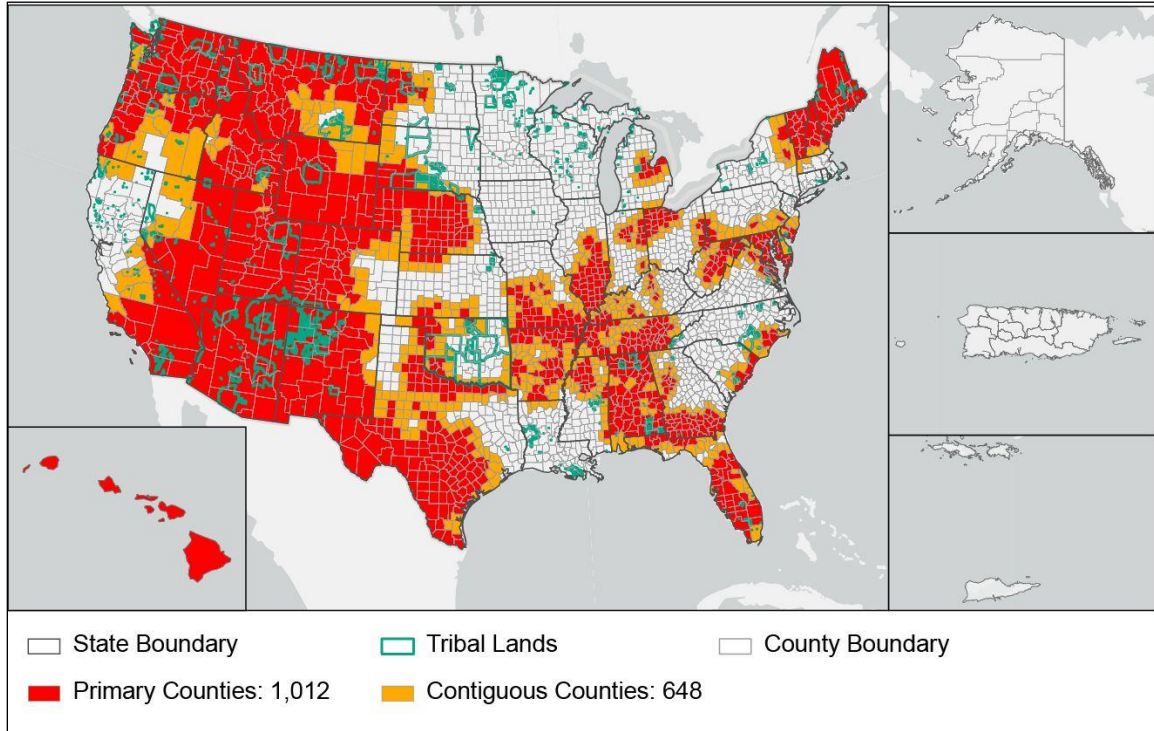 State Boundary
Tribal Lands
County Boundary
Primary Counties: 1,012
Contiguous Counties: 648